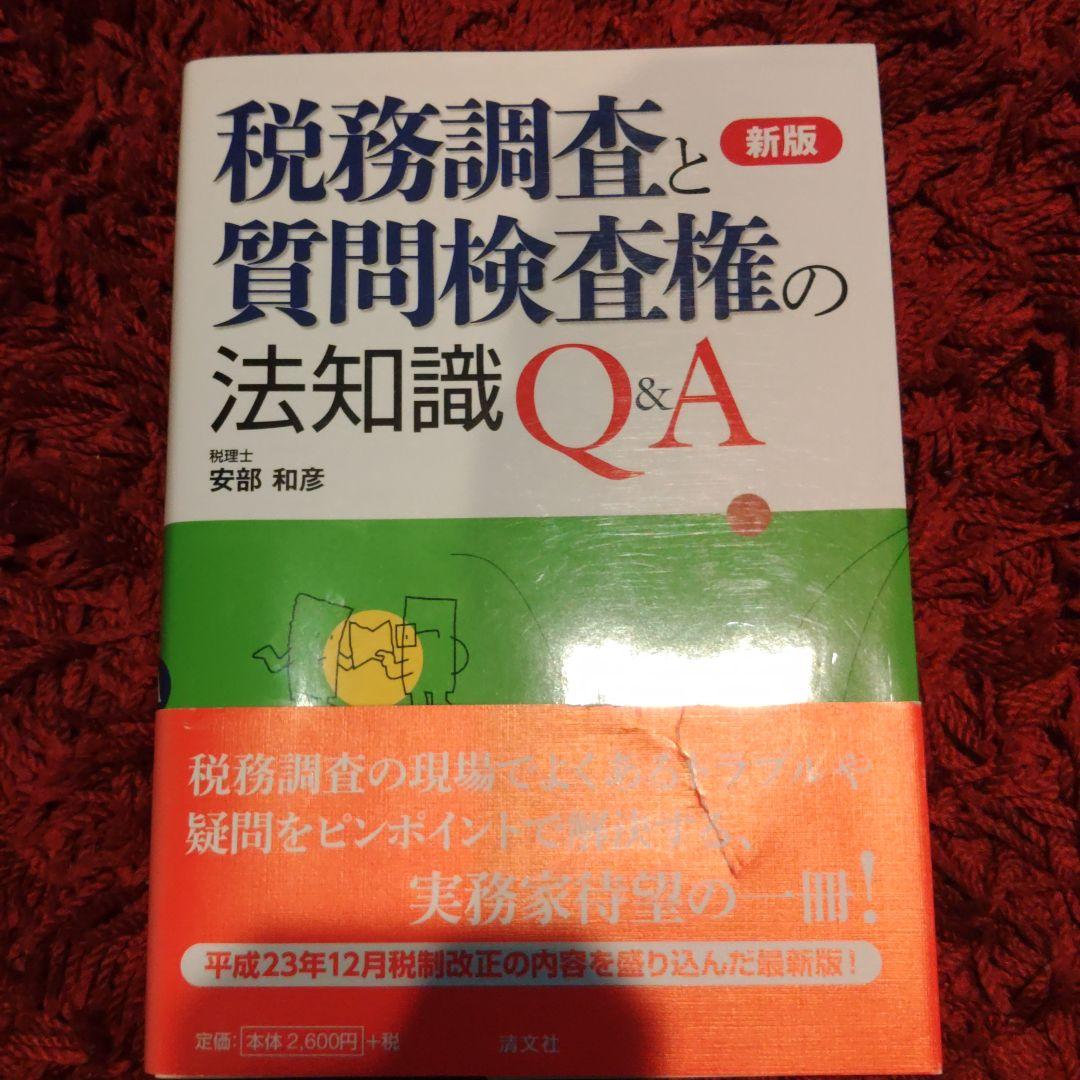 税務調査と
新版
質問検査権の
法知識Q&A
税理士
安部 和彦
税務調査の現場でよくあるトラブルや
疑問をピンポイントで解決する、
実務家待望の一冊!
平成23年12月税制改正の内容を盛り込んだ最新版!
定価:本体2,600円+税
清文社